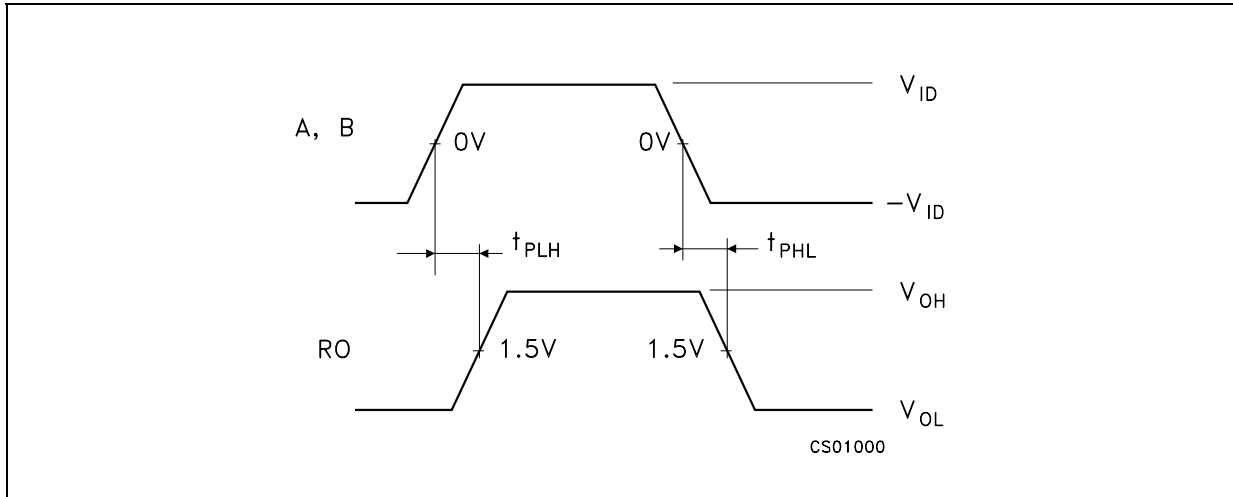 V_ID
A, B
0V 0V
-V_ID
t_PLH t_PHL
V_OH
RO 1.5V 1.5V
V_OL
CS01000